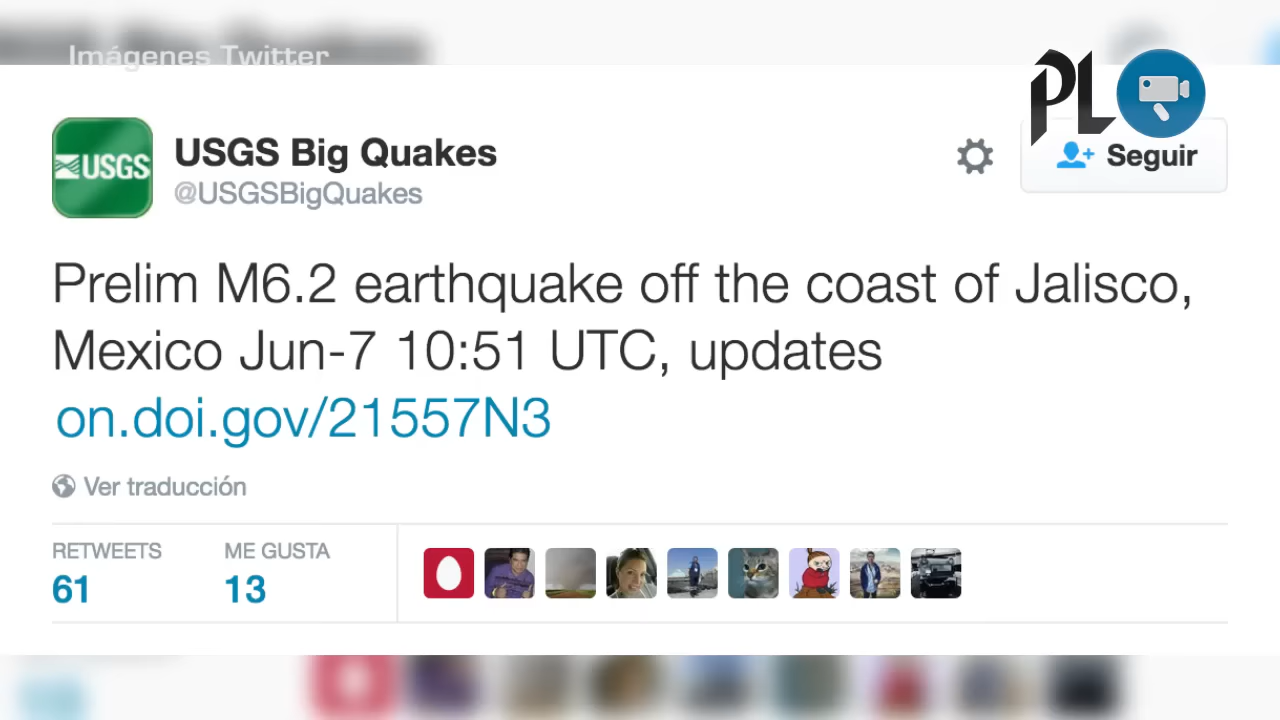 Imágenes Twitter
PL
USGS
USGS Big Quakes
@USGSBigQuakes
Seguir
Prelim M6.2 earthquake off the coast of Jalisco,
Mexico Jun-7 10:51 UTC, updates
on.doi.gov/21557N3
Ver traducción
RETWEETS
ME GUSTA
61
13